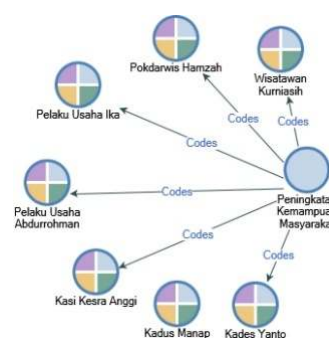 Pokdarwis Hamzah
Wisatawan
Kurniasih
Pelaku Usaha Ika
Codes
Codes
Codes
Codes
Pelaku Usaha
Abdurrohman
Peningkata
Kemampua
Masyaraka
Codes
Codes
Kasi Kesra Anggi
Kadus Manap
Kades Yanto